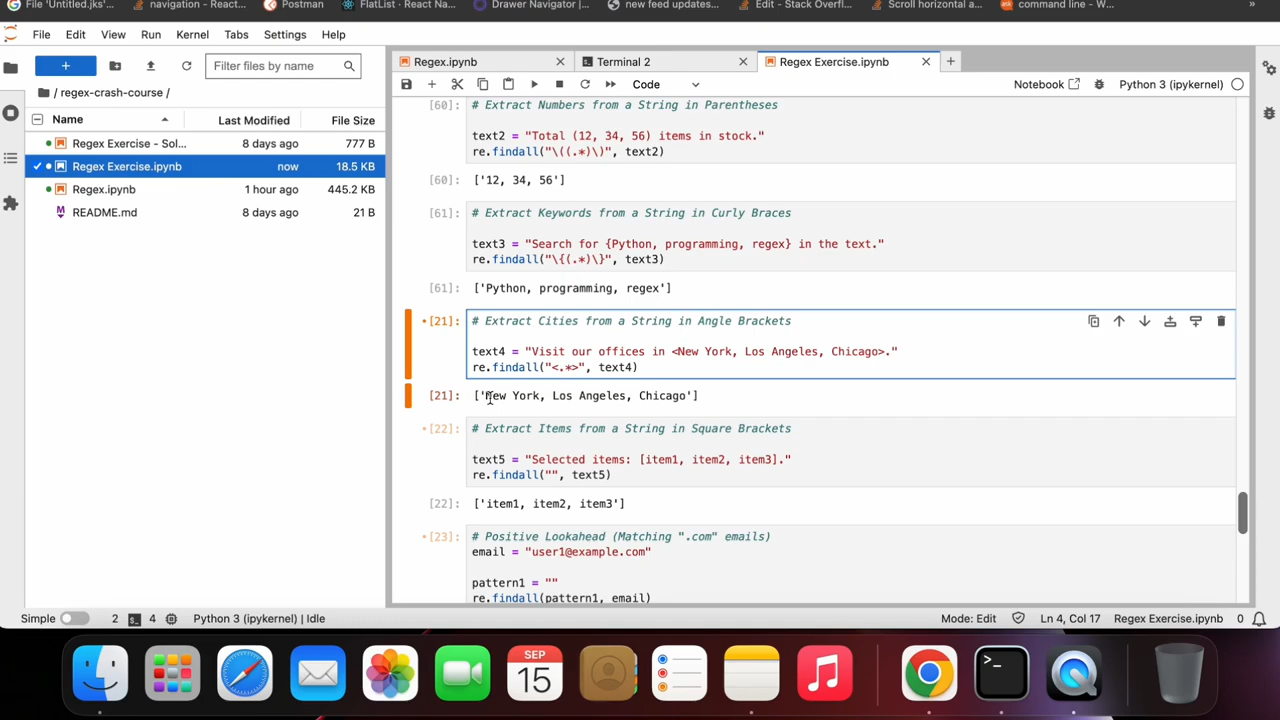 File 'Untitled.jks'...
navigation - React...
Postman
FlatList · React Na...
Drawer Navigator |...
new feed updates...
Edit - Stack Overfl...
Scroll horizontal a...
command line - W...
»
File Edit View Run Kernel Tabs Settings Help
+
Filter files by name
/ regex-crash-course /
Name Last Modified File Size
Regex Exercise - Sol... 8 days ago 777 B
Regex Exercise.ipynb now 18.5 KB
Regex.ipynb 1 hour ago 445.2 KB
README.md 8 days ago 21 B
Regex.ipynb
Terminal 2
Regex Exercise.ipynb
Code
Notebook
Python 3 (ipykernel)
[60]: # Extract Numbers from a String in Parentheses
text2 = "Total (12, 34, 56) items in stock."
re.findall("\((.*)\)", text2)
[60]: ['12, 34, 56']
[61]: # Extract Keywords from a String in Curly Braces
text3 = "Search for {Python, programming, regex} in the text."
re.findall("\{(.*)\}", text3)
[61]: ['Python, programming, regex']
•[21]: # Extract Cities from a String in Angle Brackets
text4 = "Visit our offices in <New York, Los Angeles, Chicago>."
re.findall("<.*>", text4)
[21]: ['New York, Los Angeles, Chicago']
•[22]: # Extract Items from a String in Square Brackets
text5 = "Selected items: [item1, item2, item3]."
re.findall("", text5)
[22]: ['item1, item2, item3']
•[23]: # Positive Lookahead (Matching ".com" emails)
email = "user1@example.com"
pattern1 = ""
re.findall(pattern1, email)
Simple 2 4 Python 3 (ipykernel) | Idle
Mode: Edit Ln 4, Col 17 Regex Exercise.ipynb 0
SEP
15
>_